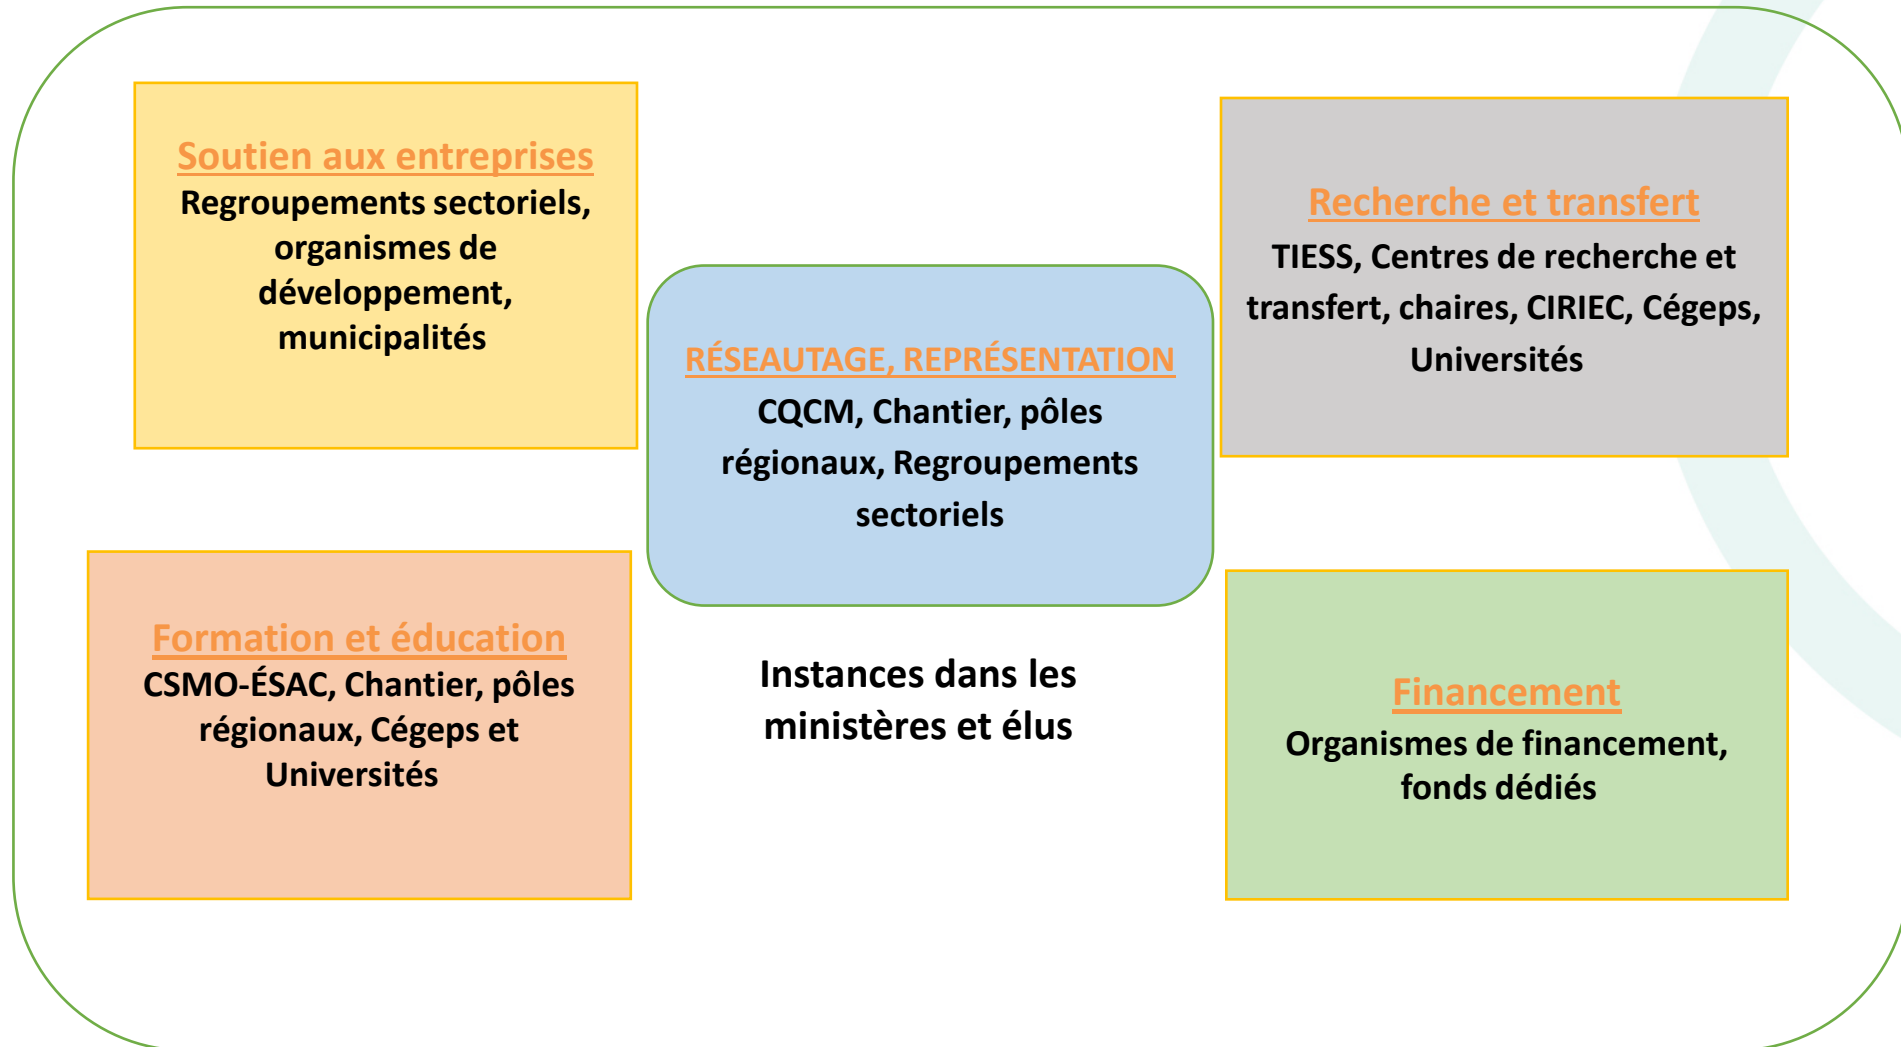 Soutien aux entreprises
Regroupements sectoriels,
organismes de
développement,
municipalités
Recherche et transfert
TIESS, Centres de recherche et
transfert, chaires, CIRIEC, Cégeps,
Universités
RÉSEAUTAGE, REPRÉSENTATION
CQCM, Chantier, pôles
régionaux, Regroupements
sectoriels
Formation et éducation
CSMO-ÉSAC, Chantier, pôles
régionaux, Cégeps et
Universités
Instances dans les
ministères et élus
Financement
Organismes de financement,
fonds dédiés